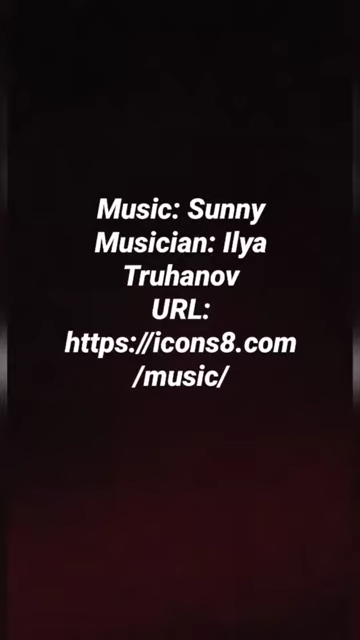 Music: Sunny
Musician: Ilya
Truhanov
URL:
https://icons8.com
/music/